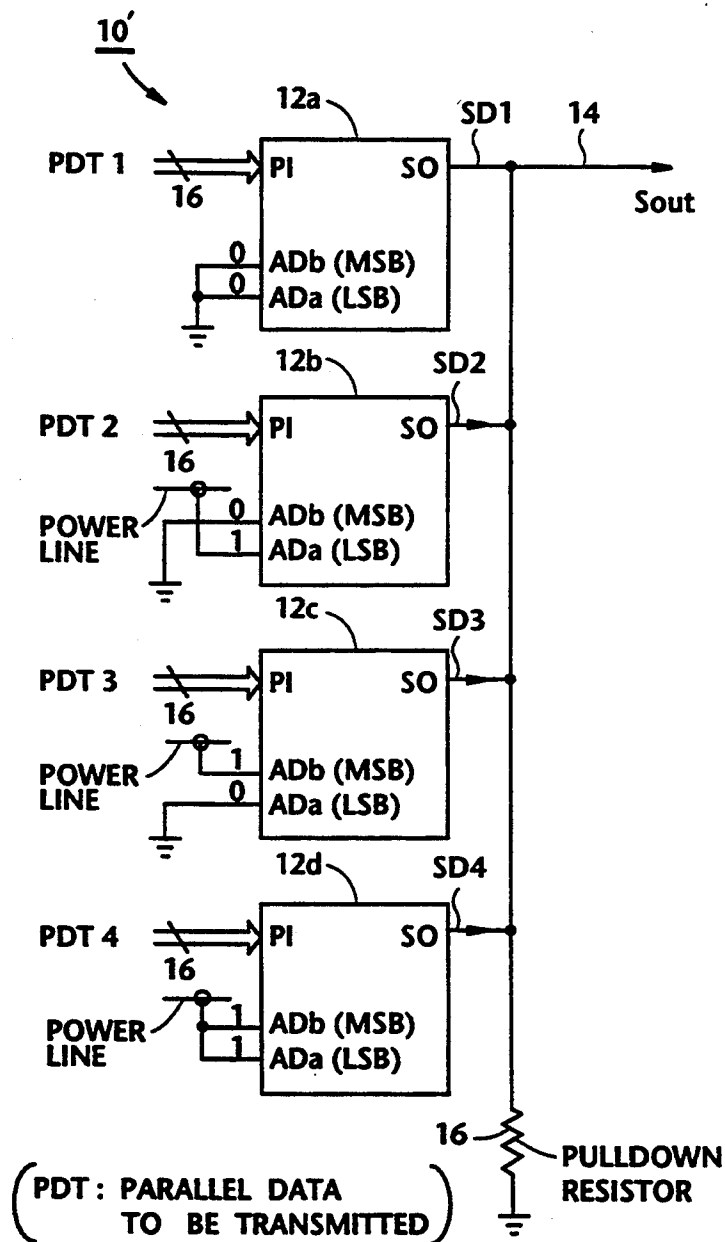 10'
12a
SD1
14
PDT 1
16
PI
SO
Sout
0
ADb (MSB)
0
ADa (LSB)
12b
SD2
PDT 2
16
PI
SO
POWER
LINE
0
ADb (MSB)
1
ADa (LSB)
12c
SD3
PDT 3
16
PI
SO
POWER
LINE
1
ADb (MSB)
0
ADa (LSB)
12d
SD4
PDT 4
16
PI
SO
POWER
LINE
1
ADb (MSB)
1
ADa (LSB)
16
PULLDOWN
RESISTOR
(PDT : PARALLEL DATA
TO BE TRANSMITTED)